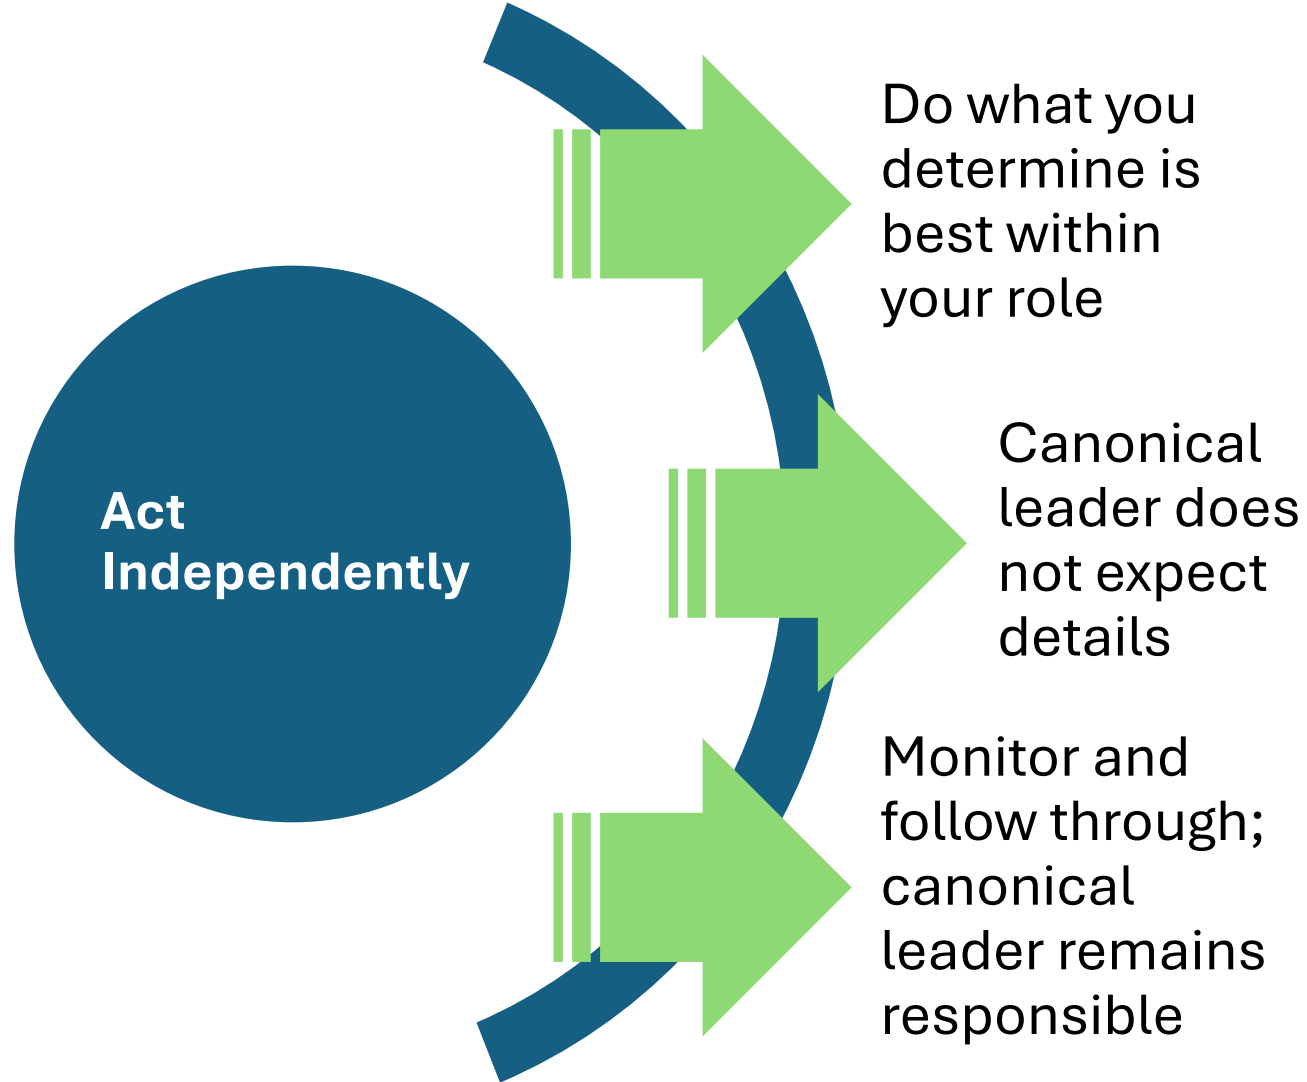 Act
Independently
Do what you
determine is
best within
your role
Canonical
leader does
not expect
details
Monitor and
follow through;
canonical
leader remains
responsible